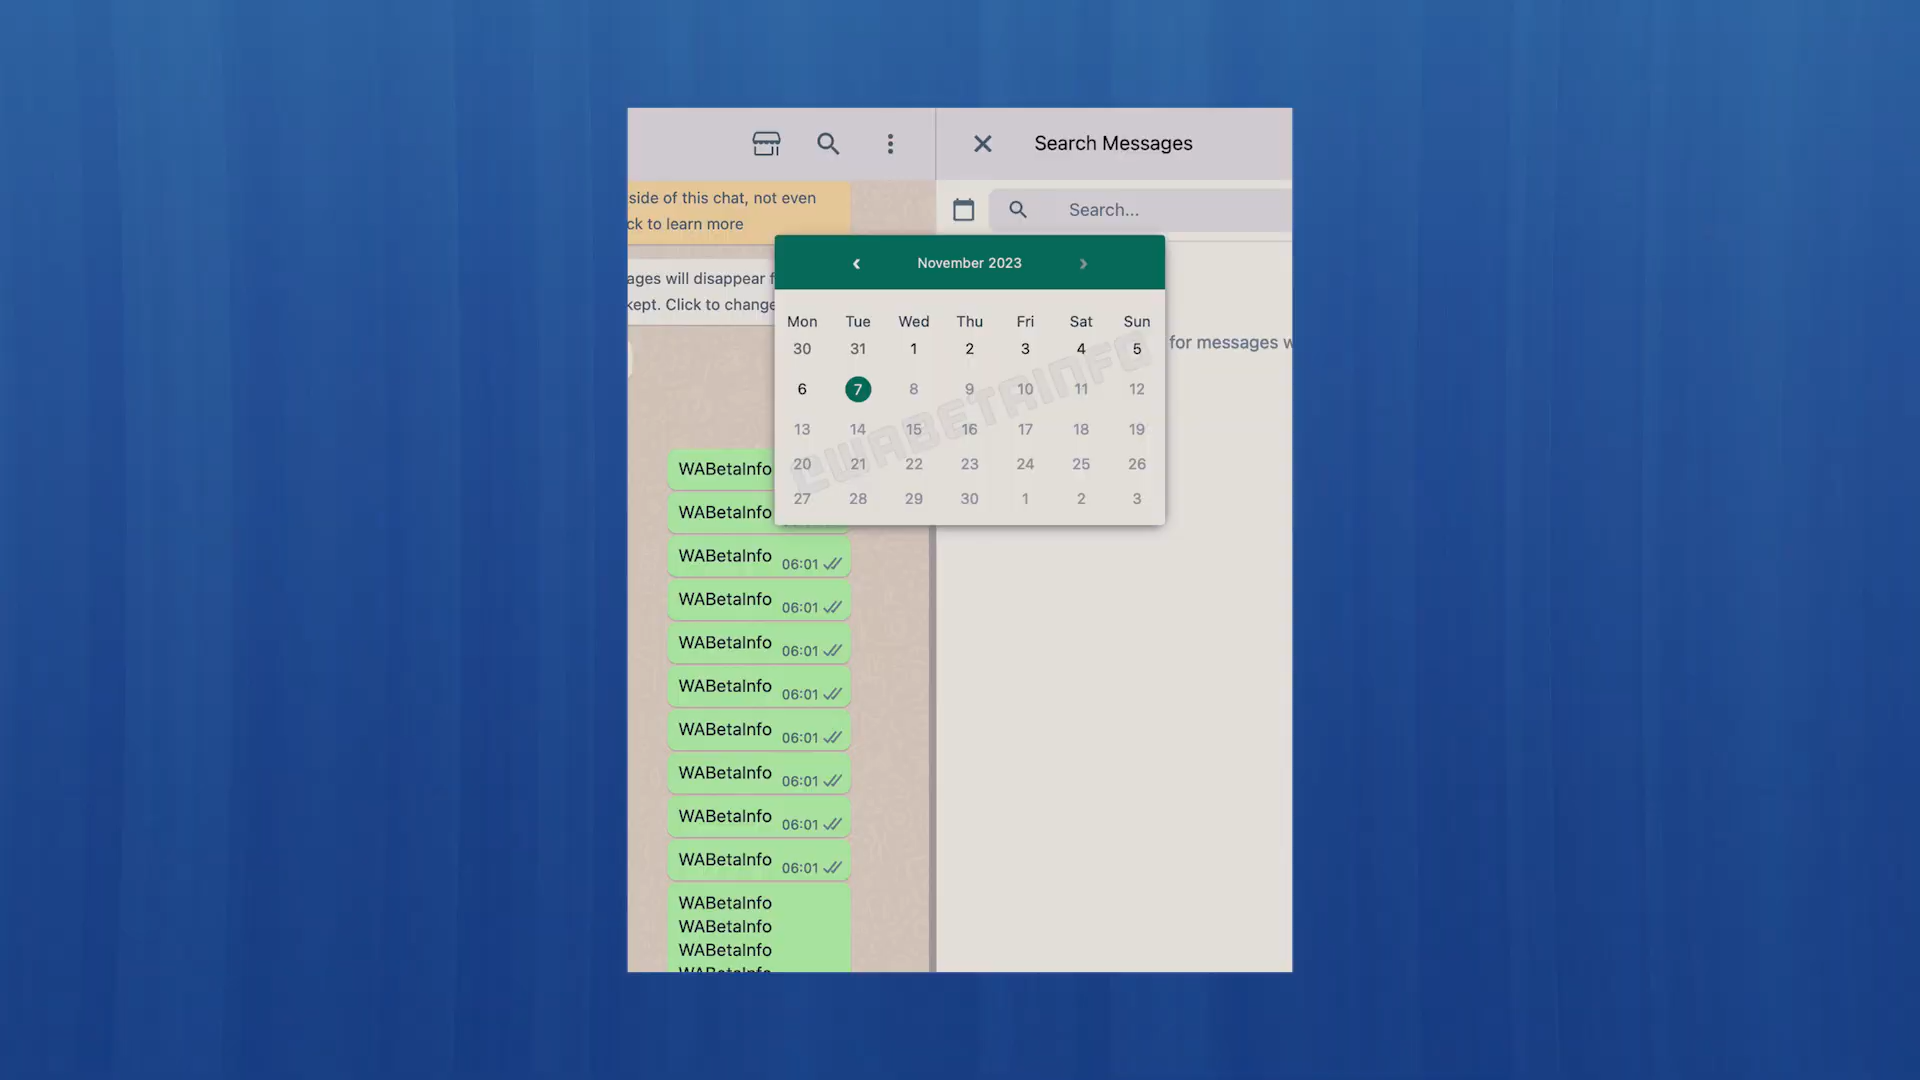 Search Messages
side of this chat, not even
ck to learn more
Search...
ages will disappear f
kept. Click to change
November 2023
Mon Tue Wed Thu Fri Sat Sun
30 31 1 2 3 4 5
6 7 8 9 10 11 12
13 14 15 16 17 18 19
20 21 22 23 24 25 26
27 28 29 30 1 2 3
@WABETAINFO
for messages w
WABetaInfo
WABetaInfo
WABetaInfo 06:01
WABetaInfo 06:01
WABetaInfo 06:01
WABetaInfo 06:01
WABetaInfo 06:01
WABetaInfo 06:01
WABetaInfo 06:01
WABetaInfo 06:01
WABetaInfo
WABetaInfo
WABetaInfo
WABetaInfo